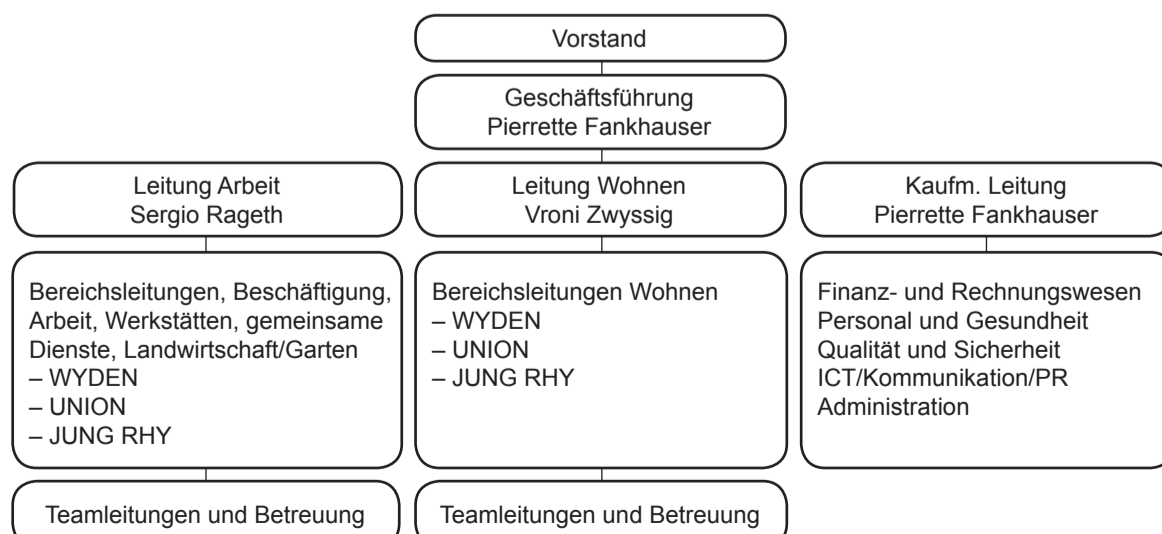 Vorstand
Geschäftsführung
Pierrette Fankhauser
Leitung Arbeit
Sergio Rageth
Leitung Wohnen
Vroni Zwyssig
Kaufm. Leitung
Pierrette Fankhauser
Bereichsleitungen, Beschäftigung,
Arbeit, Werkstätten, gemeinsame
Dienste, Landwirtschaft/Garten
– WYDEN
– UNION
– JUNG RHY
Bereichsleitungen Wohnen
– WYDEN
– UNION
– JUNG RHY
Finanz- und Rechnungswesen
Personal und Gesundheit
Qualität und Sicherheit
ICT/Kommunikation/PR
Administration
Teamleitungen und Betreuung
Teamleitungen und Betreuung